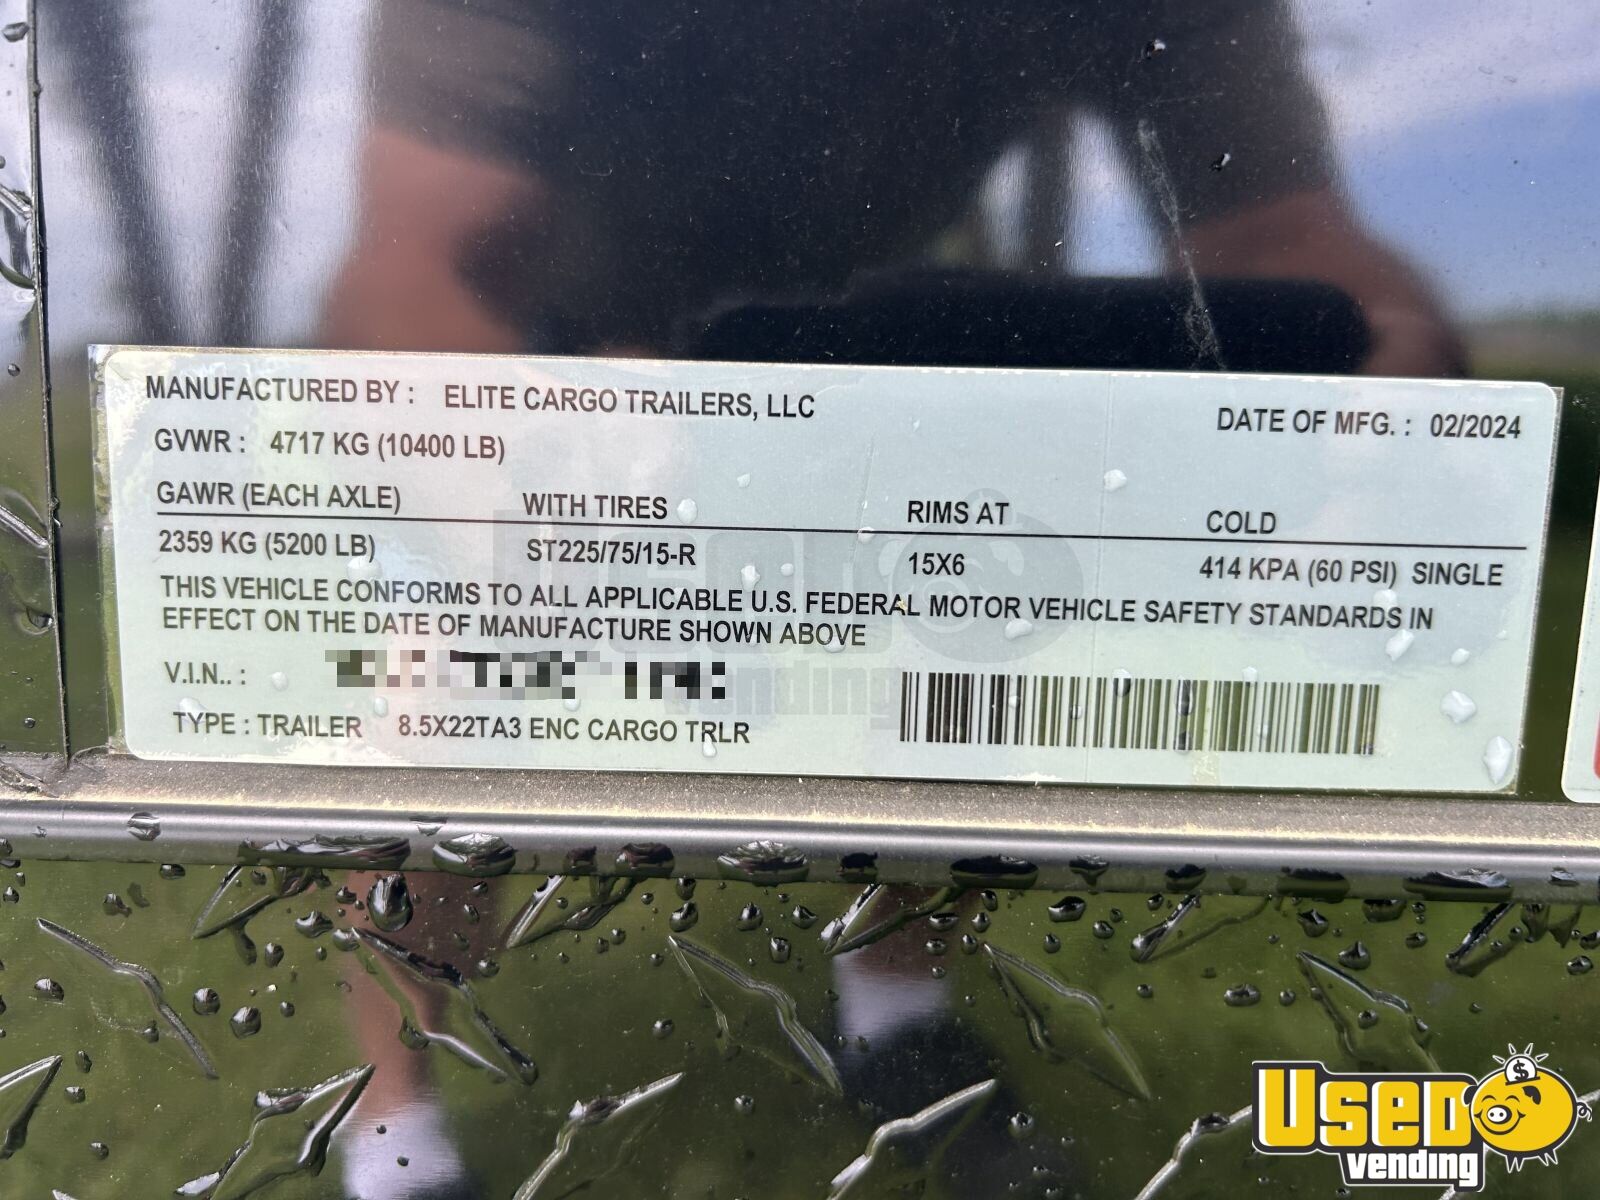 MANUFACTURED BY : ELITE CARGO TRAILERS, LLC DATE OF MFG. : 02/2024
GVWR : 4717 KG (10400 LB)
GAWR (EACH AXLE) WITH TIRES RIMS AT COLD
2359 KG (5200 LB) ST225/75/15-R 15X6 414 KPA (60 PSI) SINGLE
THIS VEHICLE CONFORMS TO ALL APPLICABLE U.S. FEDERAL MOTOR VEHICLE SAFETY STANDARDS IN
EFFECT ON THE DATE OF MANUFACTURE SHOWN ABOVE
V.I.N.. :
TYPE : TRAILER 8.5X22TA3 ENC CARGO TRLR
Used
vending
USED
vending